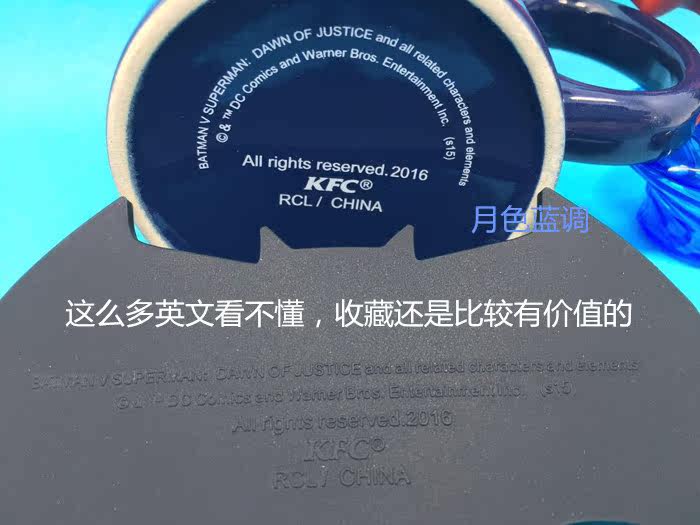 BATMAN V SUPERMAN: DAWN OF JUSTICE and all related characters and elements
© & ™ DC Comics and Warner Bros. Entertainment Inc. (s15)
All rights reserved.2016
KFC®
RCL / CHINA
月色蓝调
这么多英文看不懂，收藏还是比较有价值的
BATMAN V SUPERMAN: DAWN OF JUSTICE and all related characters and elements
© & ™ DC Comics and Warner Bros. Entertainment Inc. (s15)
All rights reserved.2016
KFC®
RCL / CHINA